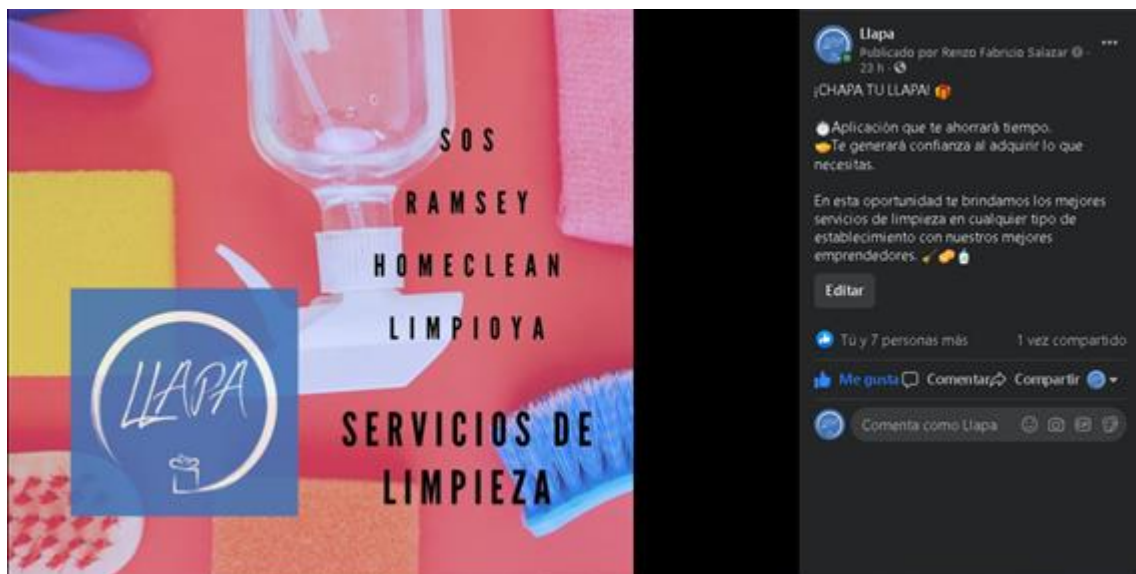 SOS
RAMSEY
HOMECLEAN
LIMPIOYA
LLAPA
SERVICIOS DE
LIMPIEZA
Llapa
Publicado por Renzo Fabricio Salazar
23 h ·
¡CHAPA TU LLAPA!
Aplicación que te ahorrará tiempo.
Te generará confianza al adquirir lo que
necesitas.
En esta oportunidad te brindamos los mejores
servicios de limpieza en cualquier tipo de
establecimiento con nuestros mejores
emprendedores.
Editar
Tú y 7 personas más 1 vez compartido
Me gusta Comentar Compartir
Comenta como Llapa